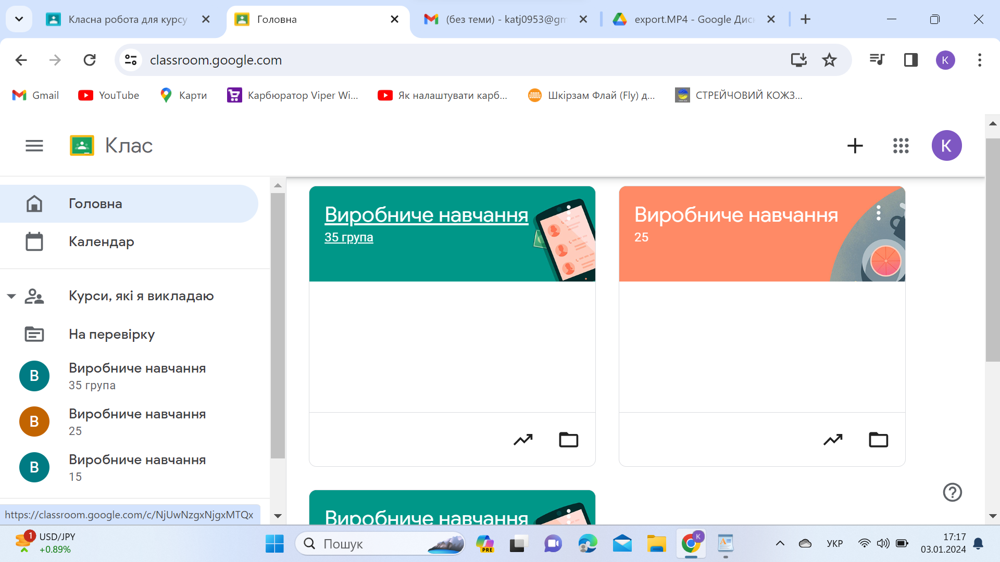 Класна робота для курсу
Головна
(без теми) - katj0953@gm
export.MP4 - Google Диск
classroom.google.com
K
Gmail
YouTube
Карти
Карбюратор Viper Wi...
Як налаштувати карб...
Шкірзам Флай (Fly) д...
СТРЕЙЧОВИЙ КОЖЗ...
Клас
K
Головна
Календар
Курси, які я викладаю
На перевірку
В
Виробниче навчання
35 група
В
Виробниче навчання
25
В
Виробниче навчання
15
Виробниче навчання
35 група
Виробниче навчання
25
Виробниче навчання
https://classroom.google.com/c/NjUwNzgxNjgxMTQx
1
USD/JPY
+0.89%
Пошук
PRE
K
УКР
17:17
03.01.2024